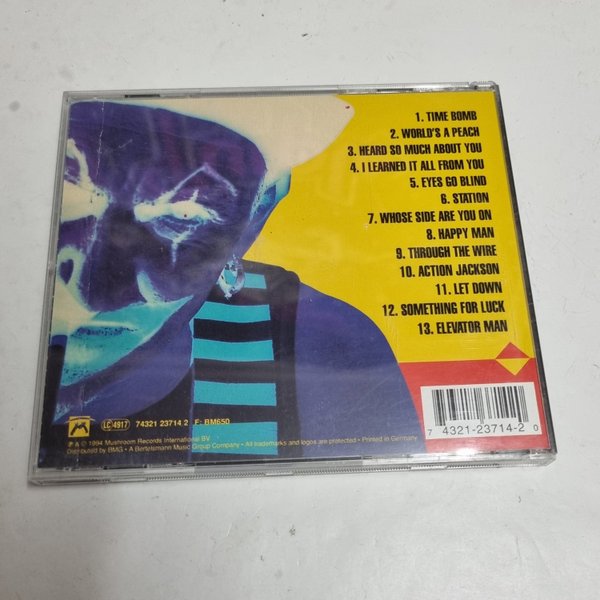 1. TIME BOMB
2. WORLD'S A PEACH
3. HEARD SO MUCH ABOUT YOU
4. I LEARNED IT ALL FROM YOU
5. EYES GO BLIND
6. STATION
7. WHOSE SIDE ARE YOU ON
8. HAPPY MAN
9. THROUGH THE WIRE
10. ACTION JACKSON
11. LET DOWN
12. SOMETHING FOR LUCK
13. ELEVATOR MAN
LC 4917 74321 23714 2 F: BM650
℗ & © 1994 Mushroom Records International BV
Distributed by BMG • A Bertelsmann Music Group Company • All trademarks and logos are protected • Printed in Germany
7 4321-23714-2 0